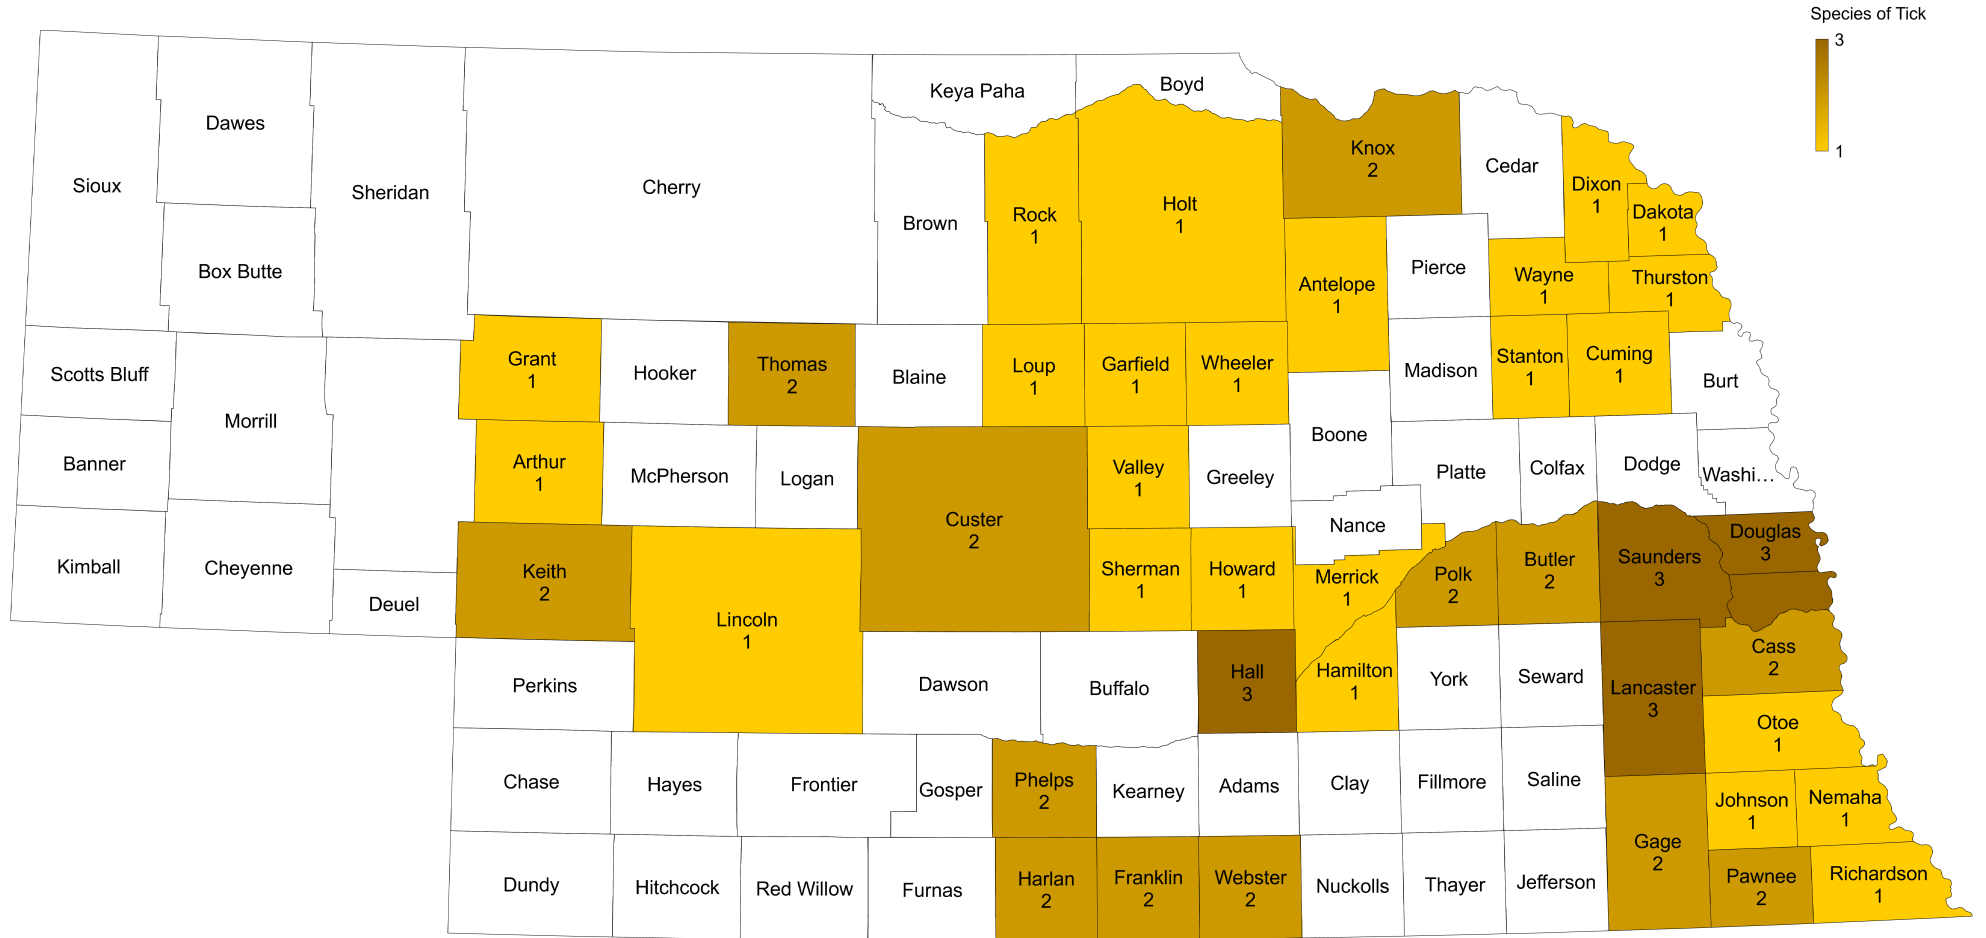 Species of Tick
3
1
Keya Paha
Boyd
Dawes
Sioux
Sheridan
Cherry
Knox
2
Cedar
Dixon
1
Dakota
1
Brown
Rock
1
Holt
1
Box Butte
Pierce
Antelope
1
Wayne
1
Thurston
1
Scotts Bluff
Grant
1
Hooker
Thomas
2
Blaine
Loup
1
Garfield
1
Wheeler
1
Madison
Stanton
1
Cuming
1
Burt
Morrill
Boone
Banner
Arthur
1
McPherson
Logan
Custer
2
Valley
1
Greeley
Platte
Colfax
Dodge
Washi...
Nance
Kimball
Cheyenne
Deuel
Keith
2
Lincoln
1
Sherman
1
Howard
1
Merrick
1
Polk
2
Butler
2
Saunders
3
Douglas
3
Perkins
Dawson
Buffalo
Hall
3
Hamilton
1
York
Seward
Lancaster
3
Cass
2
Otoe
1
Chase
Hayes
Frontier
Gosper
Phelps
2
Kearney
Adams
Clay
Fillmore
Saline
Johnson
1
Nemaha
1
Gage
2
Dundy
Hitchcock
Red Willow
Furnas
Harlan
2
Franklin
2
Webster
2
Nuckolls
Thayer
Jefferson
Pawnee
2
Richardson
1